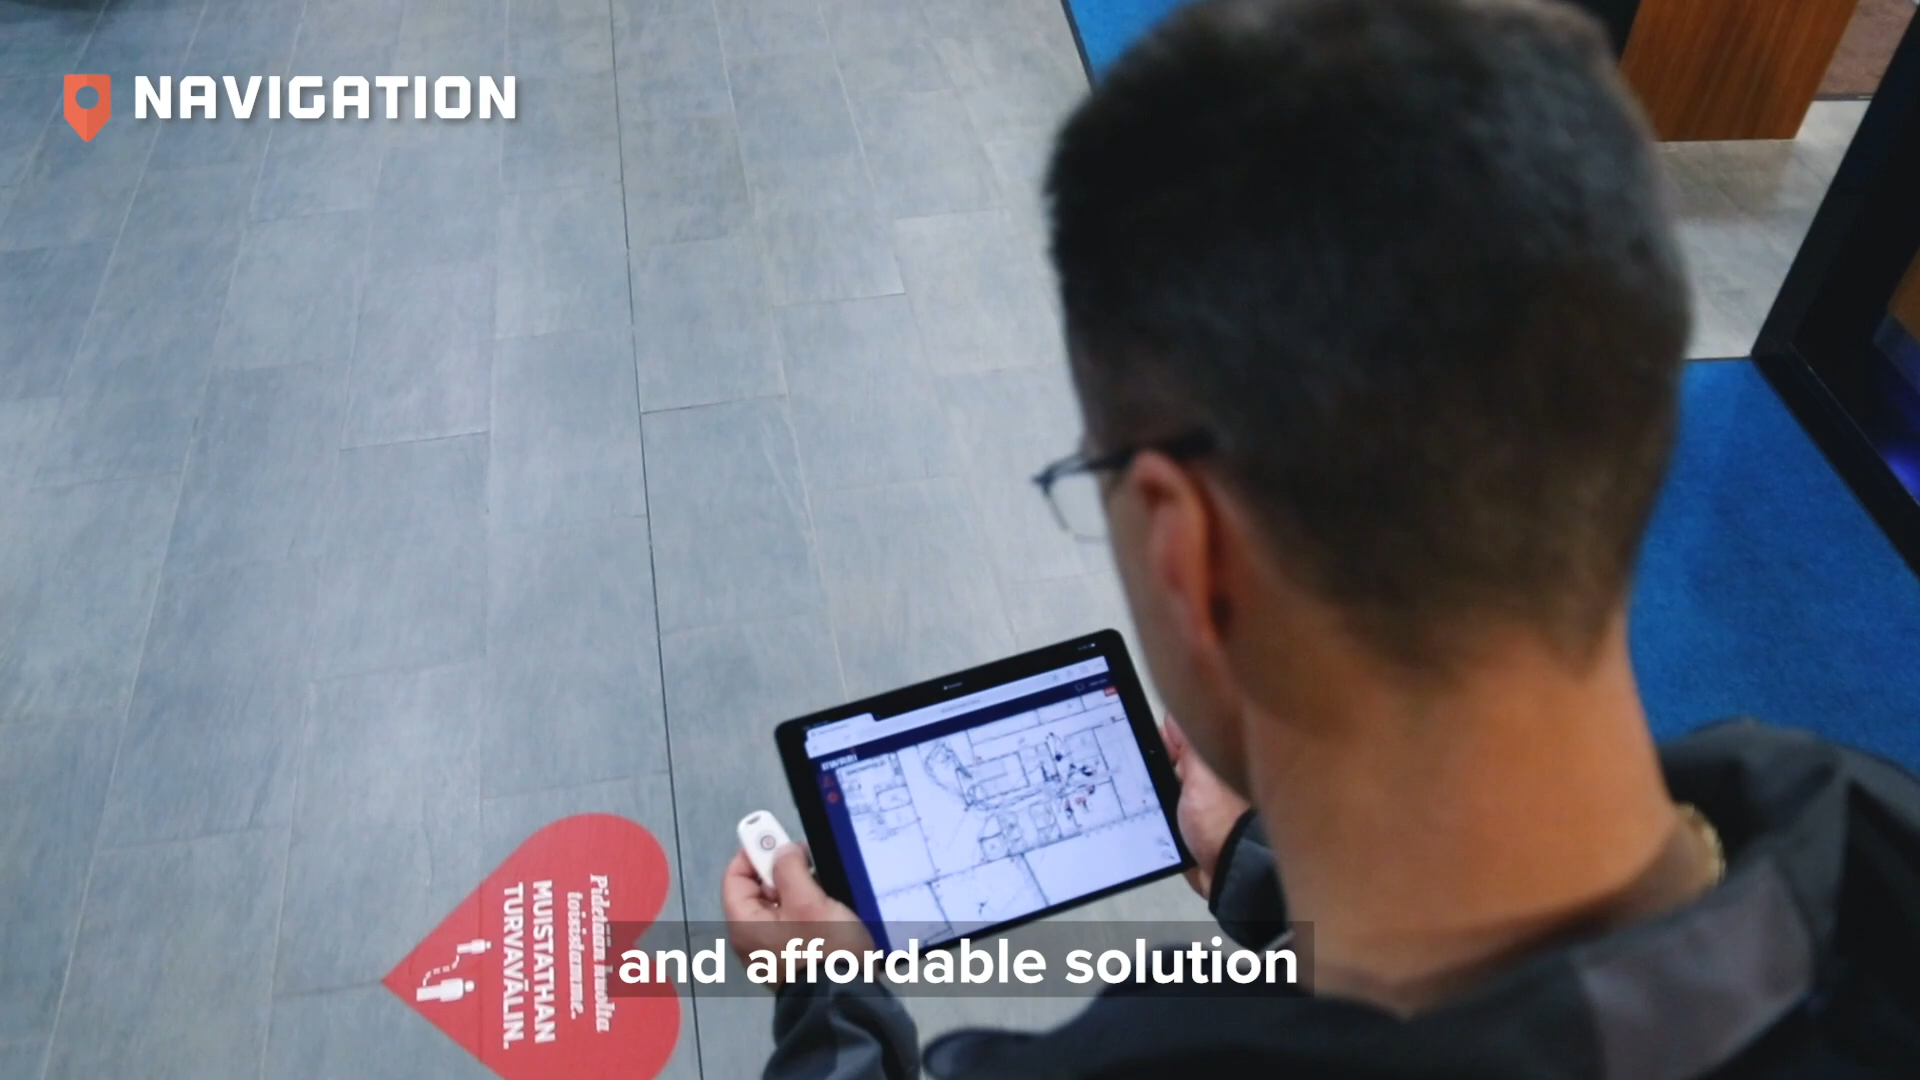 NAVIGATION
Pidetään huolta
toisistamme.
MUISTATHAN
TURVAVÄLIN.
and affordable solution